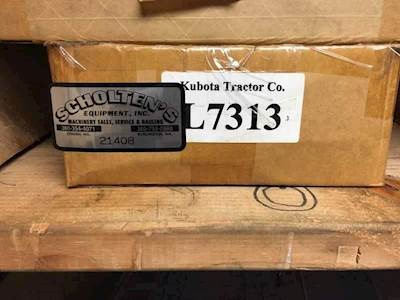 SCHOLTEN'S
EQUIPMENT, INC.
MACHINERY SALES, SERVICE & HAULING
21408
Kubota Tractor Co.
L7313